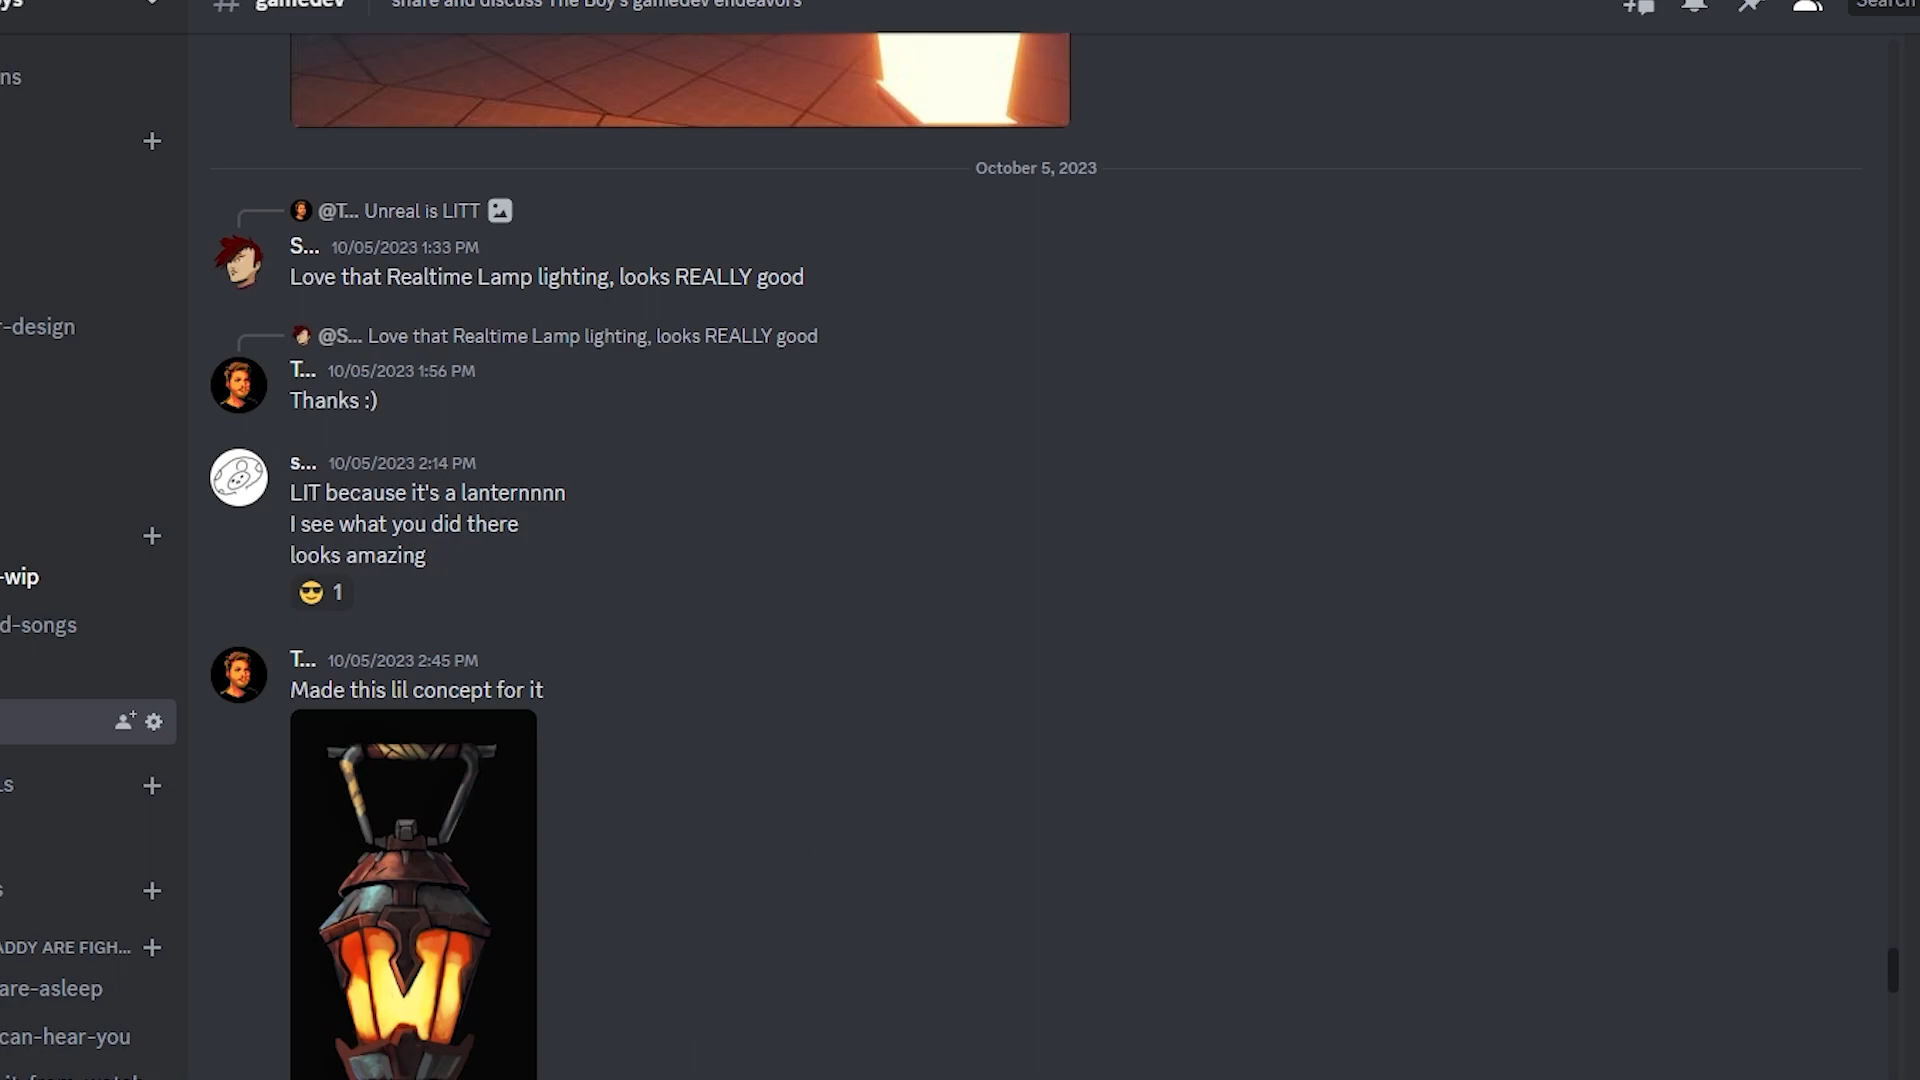 gamedev
share and discuss The Boy's gamedev endeavors
Search
ns
October 5, 2023
@T... Unreal is LITT
S... 10/05/2023 1:33 PM
Love that Realtime Lamp lighting, looks REALLY good
r-design
@S... Love that Realtime Lamp lighting, looks REALLY good
T... 10/05/2023 1:56 PM
Thanks :)
s... 10/05/2023 2:14 PM
LIT because it's a lanternnnn
I see what you did there
looks amazing
1
-wip
d-songs
T... 10/05/2023 2:45 PM
Made this lil concept for it
ADDY ARE FIGH...
are-asleep
can-hear-you